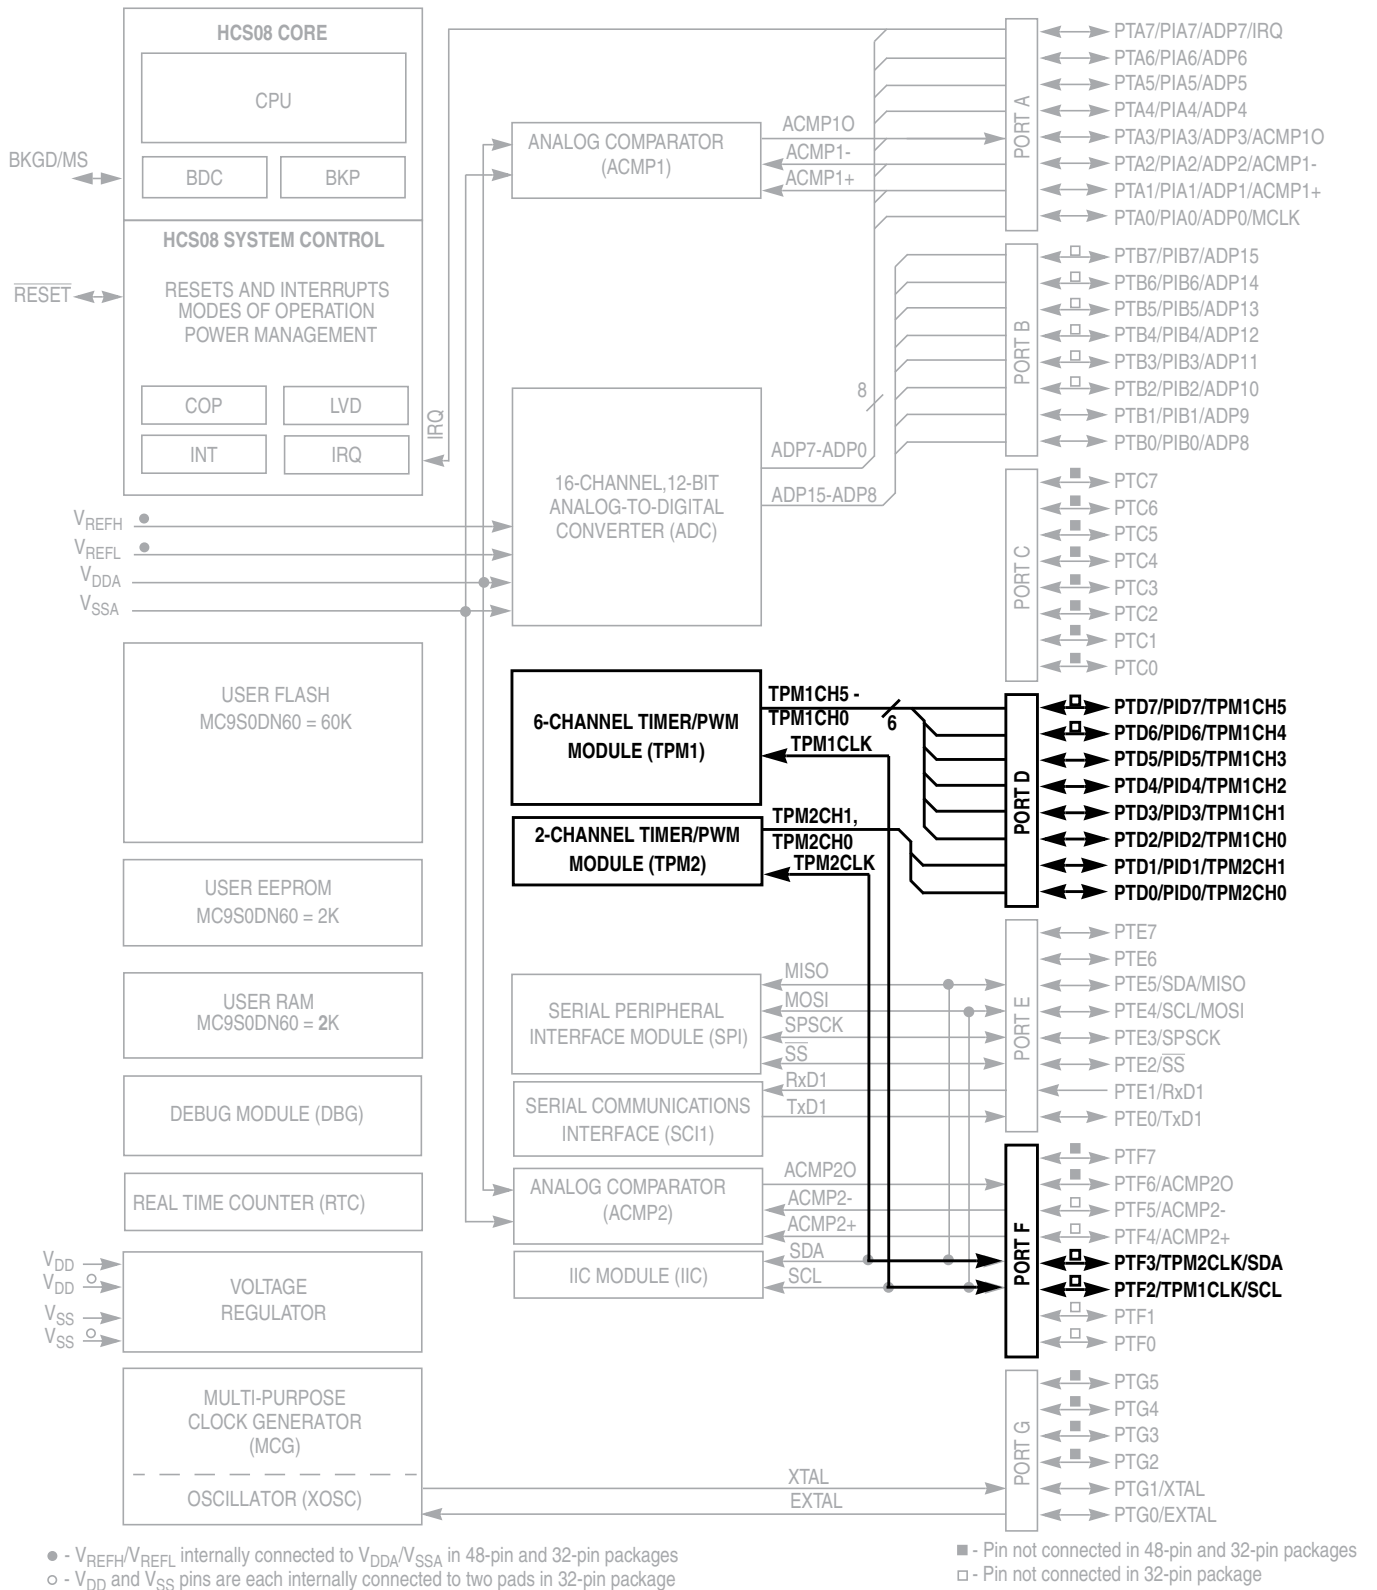 HCS08 CORE
CPU
BDC
BKP
BKGD/MS
HCS08 SYSTEM CONTROL
RESETS AND INTERRUPTS
MODES OF OPERATION
POWER MANAGEMENT
RESET
COP
LVD
INT
IRQ
IRQ
VREFH
VREFL
VDDA
VSSA
USER FLASH
MC9S0DN60 = 60K
USER EEPROM
MC9S0DN60 = 2K
USER RAM
MC9S0DN60 = 2K
DEBUG MODULE (DBG)
REAL TIME COUNTER (RTC)
VDD
VDD
VSS
VSS
VOLTAGE
REGULATOR
MULTI-PURPOSE
CLOCK GENERATOR
(MCG)
OSCILLATOR (XOSC)
ANALOG COMPARATOR
(ACMP1)
ACMP1O
ACMP1-
ACMP1+
16-CHANNEL,12-BIT
ANALOG-TO-DIGITAL
CONVERTER (ADC)
8
ADP7-ADP0
ADP15-ADP8
6-CHANNEL TIMER/PWM
MODULE (TPM1)
TPM1CH5 -
TPM1CH0
6
TPM1CLK
2-CHANNEL TIMER/PWM
MODULE (TPM2)
TPM2CH1,
TPM2CH0
TPM2CLK
SERIAL PERIPHERAL
INTERFACE MODULE (SPI)
MISO
MOSI
SPSCK
SS
SERIAL COMMUNICATIONS
INTERFACE (SCI1)
RxD1
TxD1
ANALOG COMPARATOR
(ACMP2)
ACMP2O
ACMP2-
ACMP2+
IIC MODULE (IIC)
SDA
SCL
XTAL
EXTAL
PORT A
PTA7/PIA7/ADP7/IRQ
PTA6/PIA6/ADP6
PTA5/PIA5/ADP5
PTA4/PIA4/ADP4
PTA3/PIA3/ADP3/ACMP1O
PTA2/PIA2/ADP2/ACMP1-
PTA1/PIA1/ADP1/ACMP1+
PTA0/PIA0/ADP0/MCLK
PORT B
PTB7/PIB7/ADP15
PTB6/PIB6/ADP14
PTB5/PIB5/ADP13
PTB4/PIB4/ADP12
PTB3/PIB3/ADP11
PTB2/PIB2/ADP10
PTB1/PIB1/ADP9
PTB0/PIB0/ADP8
PORT C
PTC7
PTC6
PTC5
PTC4
PTC3
PTC2
PTC1
PTC0
PORT D
PTD7/PID7/TPM1CH5
PTD6/PID6/TPM1CH4
PTD5/PID5/TPM1CH3
PTD4/PID4/TPM1CH2
PTD3/PID3/TPM1CH1
PTD2/PID2/TPM1CH0
PTD1/PID1/TPM2CH1
PTD0/PID0/TPM2CH0
PORT E
PTE7
PTE6
PTE5/SDA/MISO
PTE4/SCL/MOSI
PTE3/SPSCK
PTE2/SS
PTE1/RxD1
PTE0/TxD1
PORT F
PTF7
PTF6/ACMP2O
PTF5/ACMP2-
PTF4/ACMP2+
PTF3/TPM2CLK/SDA
PTF2/TPM1CLK/SCL
PTF1
PTF0
PORT G
PTG5
PTG4
PTG3
PTG2
PTG1/XTAL
PTG0/EXTAL
● - VREFH/VREFL internally connected to VDDA/VSSA in 48-pin and 32-pin packages
○ - VDD and VSS pins are each internally connected to two pads in 32-pin package
■ - Pin not connected in 48-pin and 32-pin packages
□ - Pin not connected in 32-pin package